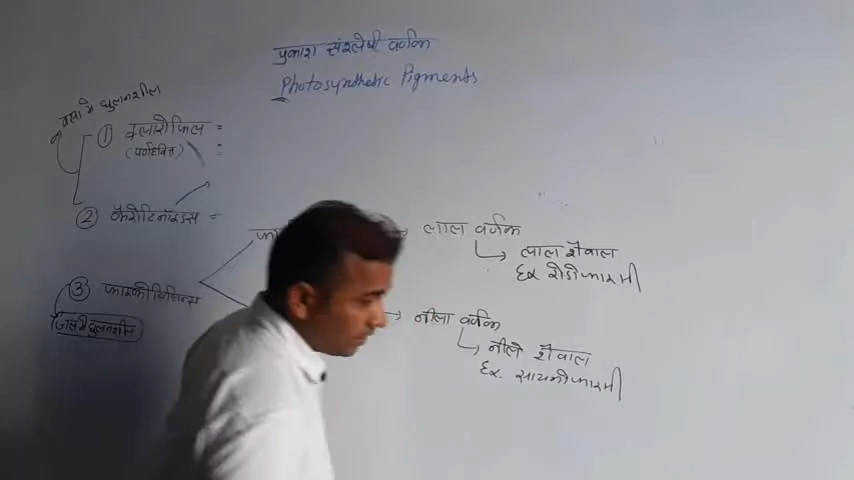 प्रकाश संश्लेषी वर्णक
Photosynthetic Pigments
वसा मे घुलनशील
① क्लोरोफिल =
(पर्णहरित)
② कैरोटिनॉइडस =
③ फाइकोबिलिन्स
जल मे घुलनशील
फा
लाल वर्णक
लाल शैवाल
EX रोडोफाइसी
नीला वर्णक
नीले शैवाल
EX. सायनोफाइसी